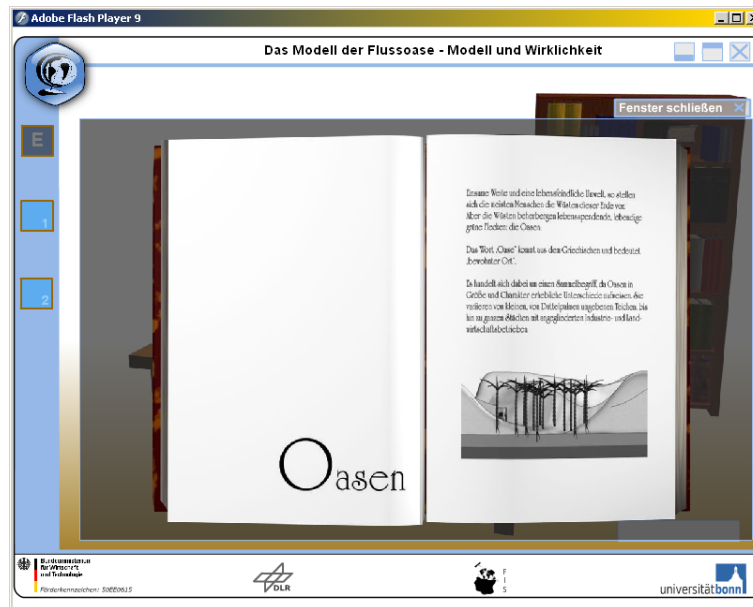 Adobe Flash Player 9
Das Modell der Flussoase - Modell und Wirklichkeit
Fenster schließen
E
1
2
Einsame Weite und eine lebensfeindliche Umwelt, so stellen
sich die meisten Menschen die Wüsten dieser Erde vor.
Aber die Wüsten beherbergen lebensspendende, lebendige
grüne Flecken: die Oasen.
Das Wort „Oase" kommt aus dem Griechischen und bedeutet
„bewohnter Ort".
Es handelt sich dabei um einen Sammelbegriff, da Oasen in
Größe und Charakter erhebliche Unterschiede aufweisen. Sie
variieren von kleinen, von Dattelpalmen umgebenen Teichen, bis
hin zu ganzen Städten mit angegliederten Industrie- und land-
wirtschaftsbetrieben
Oasen
Bundesministerium
für Wirtschaft
und Technologie
Förderkennzeichen: 50EE0615
DLR
F
I
S
universitätbonn